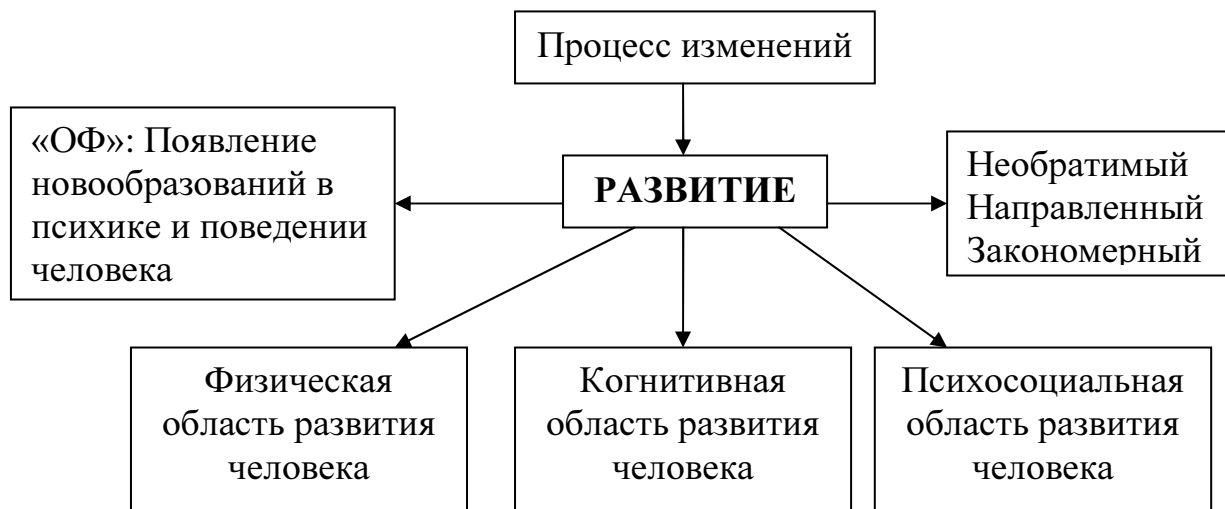 Процесс изменений
«ОФ»: Появление
новообразований в
психике и поведении
человека
РАЗВИТИЕ
Необратимый
Направленный
Закономерный
Физическая
область развития
человека
Когнитивная
область развития
человека
Психосоциальная
область развития
человека